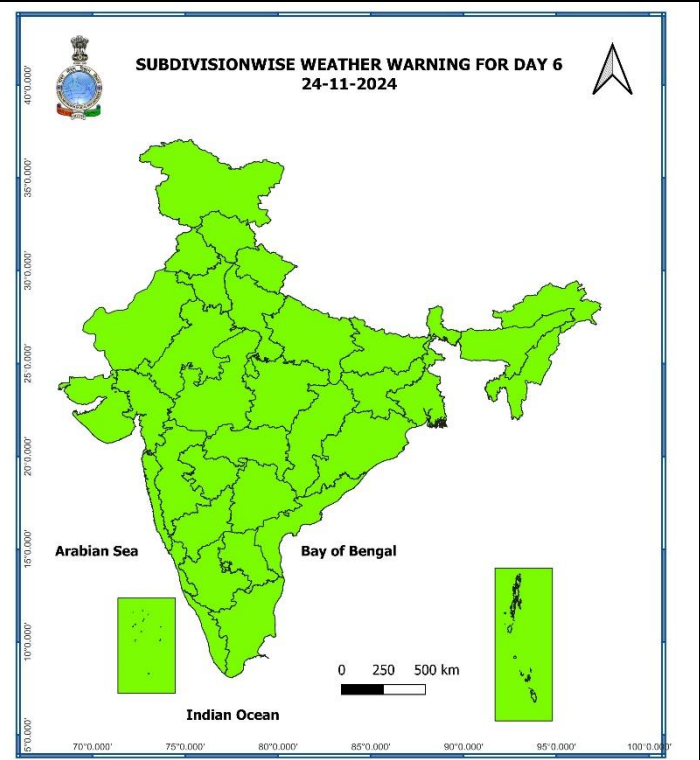 SUBDIVISIONWISE WEATHER WARNING FOR DAY 6
24-11-2024
40°0.000'
35°0.000'
30°0.000'
25°0.000'
20°0.000'
15°0.000'
10°0.000'
5°0.000'
Arabian Sea
Bay of Bengal
0 250 500 km
Indian Ocean
70°0.000' 75°0.000' 80°0.000' 85°0.000' 90°0.000' 95°0.000' 100°0.000'